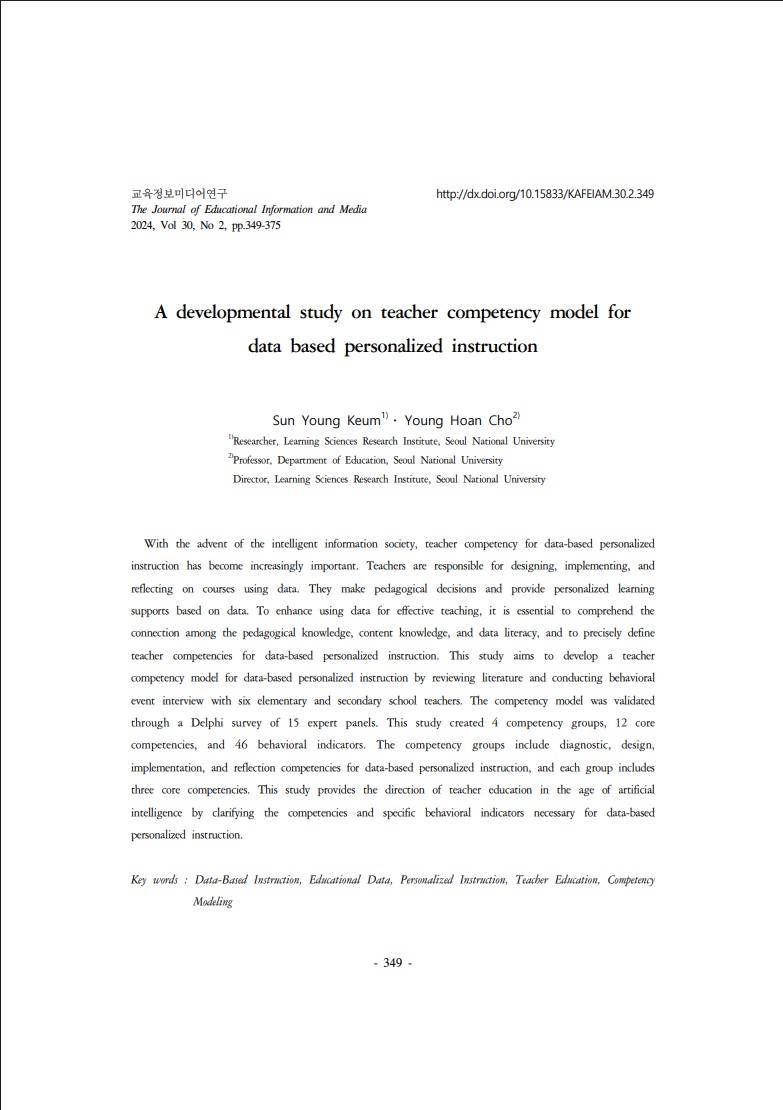 교육정보미디어연구
http://dx.doi.org/10.15833/KAFEIAM.30.2.349
The Journal of Educational Information and Media
2024, Vol 30, No 2, pp.349-375
A developmental study on teacher competency model for
data based personalized instruction
Sun Young Keum1)・Young Hoan Cho2)
1)Researcher, Learning Sciences Research Institute, Seoul National University
2)Professor, Department of Education, Seoul National University
Director, Learning Sciences Research Institute, Seoul National University
With the advent of the intelligent information society, teacher competency for data-based personalized
instruction has become increasingly important. Teachers are responsible for designing, implementing, and
reflecting on courses using data. They make pedagogical decisions and provide personalized learning
supports based on data. To enhance using data for effective teaching, it is essential to comprehend the
connection among the pedagogical knowledge, content knowledge, and data literacy, and to precisely define
teacher competencies for data-based personalized instruction. This study aims to develop a teacher
competency model for data-based personalized instruction by reviewing literature and conducting behavioral
event interview with six elementary and secondary school teachers. The competency model was validated
through a Delphi survey of 15 expert panels. This study created 4 competency groups, 12 core
competencies, and 46 behavioral indicators. The competency groups include diagnostic, design,
implementation, and reflection competencies for data-based personalized instruction, and each group includes
three core competencies. This study provides the direction of teacher education in the age of artificial
intelligence by clarifying the competencies and specific behavioral indicators necessary for data-based
personalized instruction.
Key words : Data-Based Instruction, Educational Data, Personalized Instruction, Teacher Education, Competency
Modeling
- 349 -